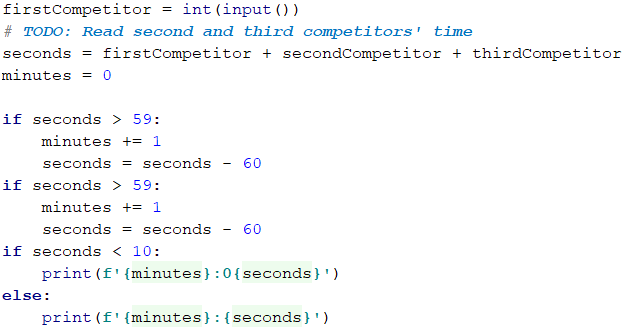 firstCompetitor = int(input())
# TODO: Read second and third competitors' time
seconds = firstCompetitor + secondCompetitor + thirdCompetitor
minutes = 0

if seconds > 59:
    minutes += 1
    seconds = seconds - 60
if seconds > 59:
    minutes += 1
    seconds = seconds - 60
if seconds < 10:
    print(f'{minutes}:0{seconds}')
else:
    print(f'{minutes}:{seconds}')